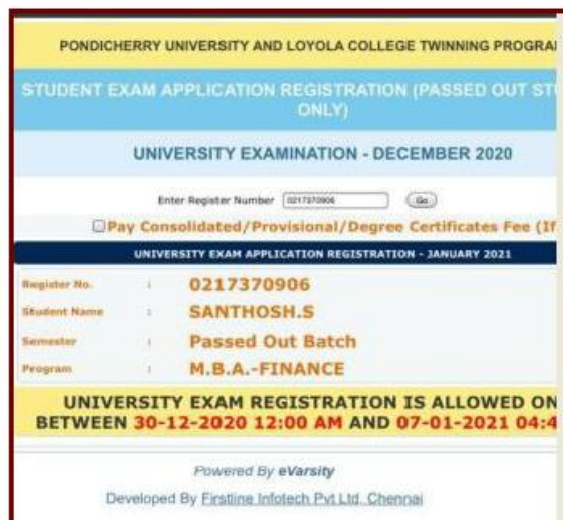 PONDICHERRY UNIVERSITY AND LOYOLA COLLEGE TWINNING PROGRA
STUDENT EXAM APPLICATION REGISTRATION (PASSED OUT ST
ONLY)
UNIVERSITY EXAMINATION - DECEMBER 2020
Enter Register Number 0217370906 Go
Pay Consolidated/Provisional/Degree Certificates Fee (If
UNIVERSITY EXAM APPLICATION REGISTRATION - JANUARY 2021
Register No. : 0217370906
Student Name : SANTHOSH.S
Semester : Passed Out Batch
Program : M.B.A.-FINANCE
UNIVERSITY EXAM REGISTRATION IS ALLOWED ON
BETWEEN 30-12-2020 12:00 AM AND 07-01-2021 04:4
Powered By eVarsity
Developed By Firstline Infotech Pvt Ltd, Chennai